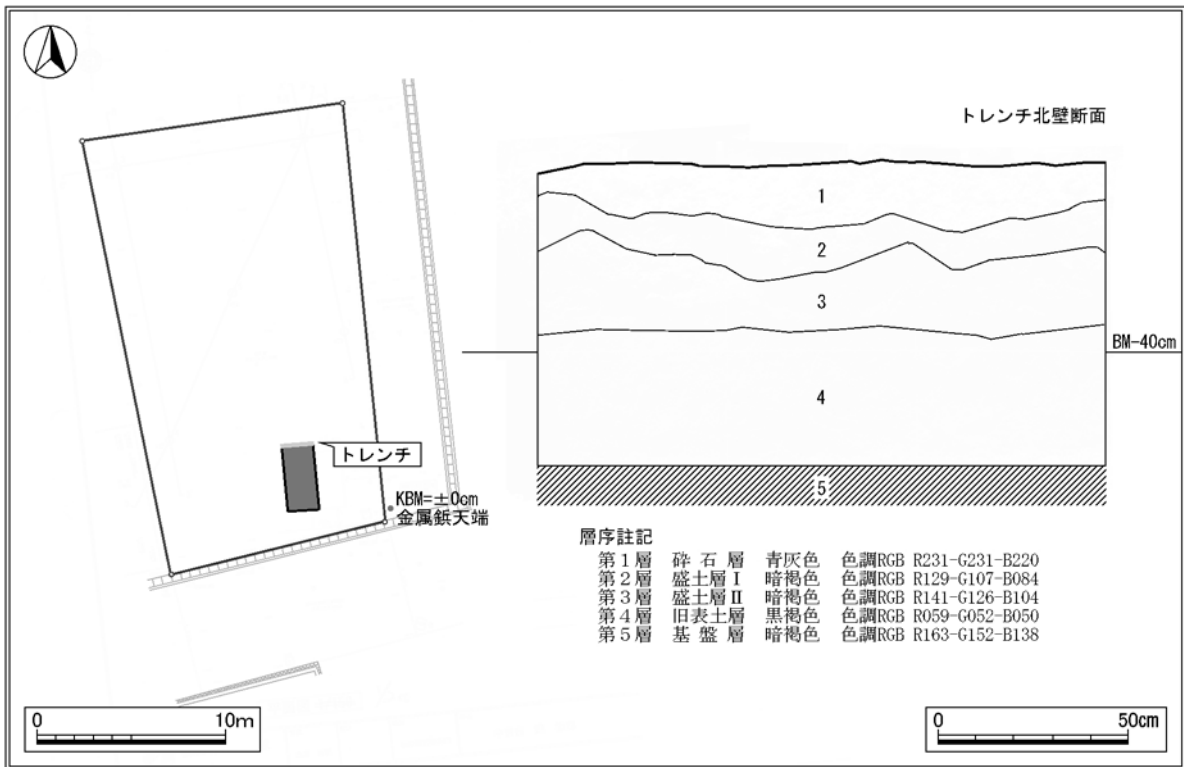 トレンチ北壁断面
1
2
3
4
5
BM-40cm
トレンチ
KBM=±0cm
金属鋲天端
層序註記
第1層 砕石層 青灰色 色調RGB R231-G231-B220
第2層 盛土層Ⅰ 暗褐色 色調RGB R129-G107-B084
第3層 盛土層Ⅱ 暗褐色 色調RGB R141-G126-B104
第4層 旧表土層 黒褐色 色調RGB R059-G052-B050
第5層 基盤層 暗褐色 色調RGB R163-G152-B138
0 10m
0 50cm